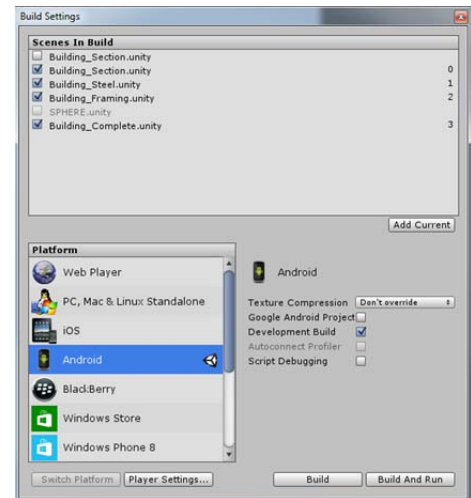 Build Settings
Scenes In Build
Building_Section.unity
Building_Section.unity 0
Building_Steel.unity 1
Building_Framing.unity 2
SPHERE.unity
Building_Complete.unity 3
Add Current
Platform
Web Player
PC, Mac & Linux Standalone
iOS
Android
BlackBerry
Windows Store
Windows Phone 8
Android
Texture Compression Don't override
Google Android Project
Development Build
Autoconnect Profiler
Script Debugging
Switch Platform Player Settings... Build Build And Run